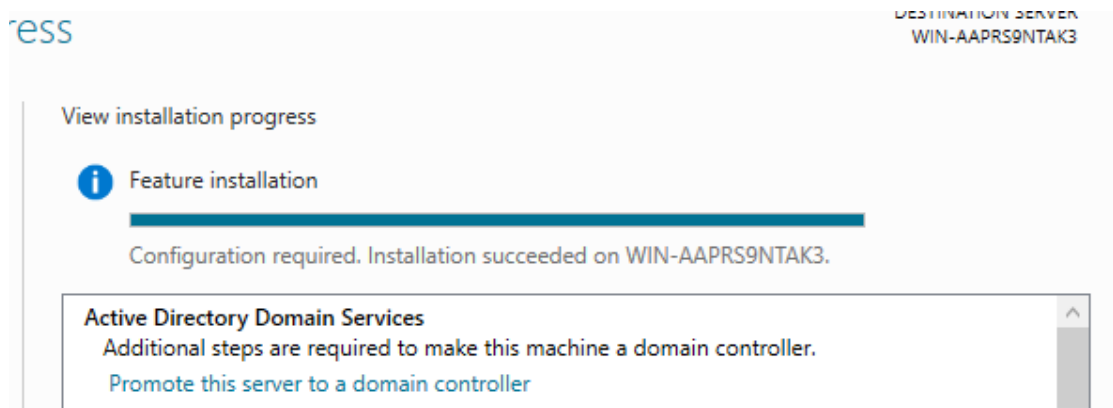 ress
DESTINATION SERVER
WIN-AAPRS9NTAK3
View installation progress
Feature installation
Configuration required. Installation succeeded on WIN-AAPRS9NTAK3.
Active Directory Domain Services
Additional steps are required to make this machine a domain controller.
Promote this server to a domain controller